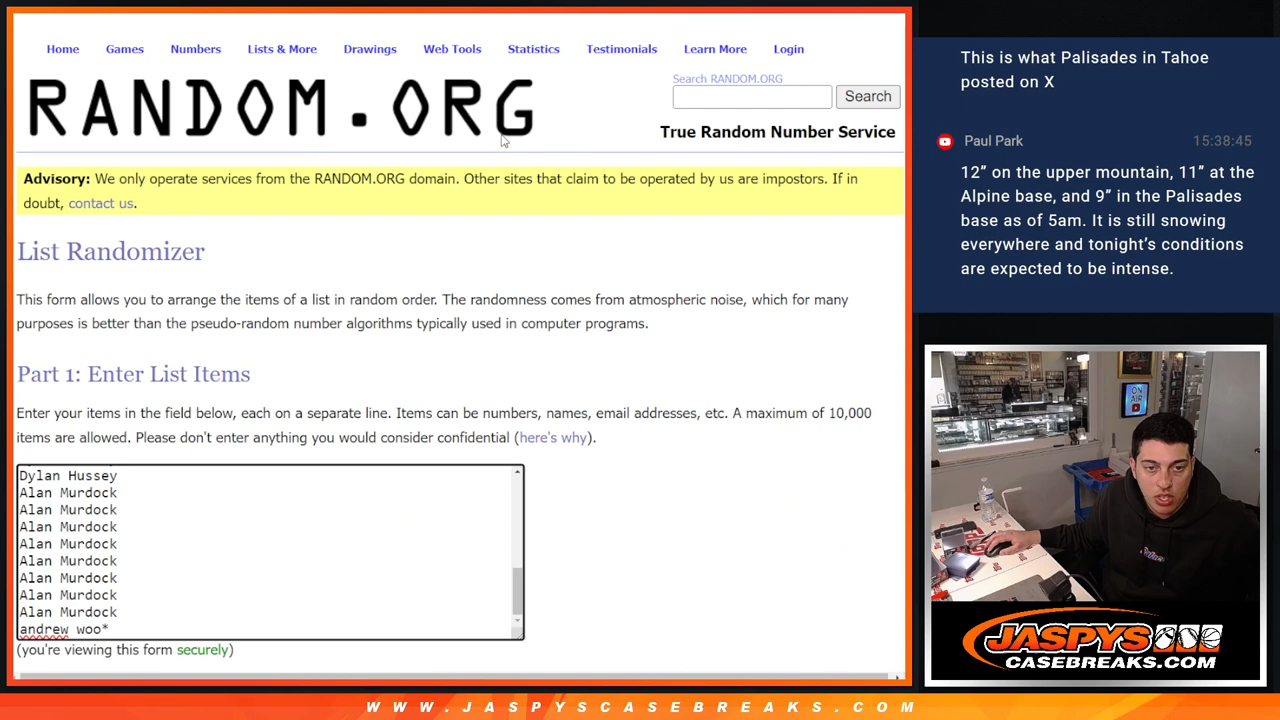 Home Games Numbers Lists & More Drawings Web Tools Statistics Testimonials Learn More Login
RANDOM.ORG
Search RANDOM.ORG
Search
True Random Number Service
Advisory: We only operate services from the RANDOM.ORG domain. Other sites that claim to be operated by us are impostors. If in
doubt, contact us.
List Randomizer
This form allows you to arrange the items of a list in random order. The randomness comes from atmospheric noise, which for many
purposes is better than the pseudo-random number algorithms typically used in computer programs.
Part 1: Enter List Items
Enter your items in the field below, each on a separate line. Items can be numbers, names, email addresses, etc. A maximum of 10,000
items are allowed. Please don't enter anything you would consider confidential (here's why).
Dylan Hussey
Alan Murdock
Alan Murdock
Alan Murdock
Alan Murdock
Alan Murdock
Alan Murdock
Alan Murdock
Alan Murdock
andrew woo*
(you're viewing this form securely)
This is what Palisades in Tahoe
posted on X
Paul Park 15:38:45
12” on the upper mountain, 11” at the
Alpine base, and 9” in the Palisades
base as of 5am. It is still snowing
everywhere and tonight’s conditions
are expected to be intense.
ON
AIR
JASPYS
CASEBREAKS.COM
WWW.JASPYSCASEBREAKS.COM